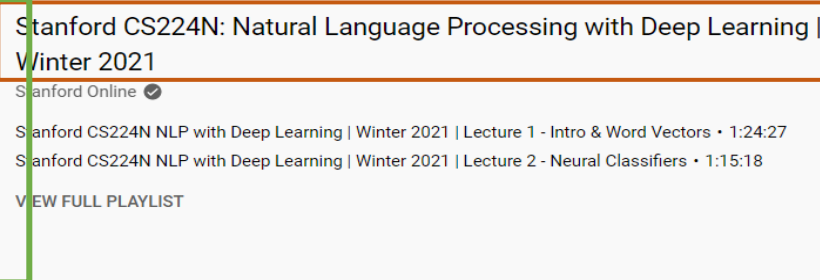 Stanford CS224N: Natural Language Processing with Deep Learning |
Winter 2021
Stanford Online
Stanford CS224N NLP with Deep Learning | Winter 2021 | Lecture 1 - Intro & Word Vectors • 1:24:27
Stanford CS224N NLP with Deep Learning | Winter 2021 | Lecture 2 - Neural Classifiers • 1:15:18
VIEW FULL PLAYLIST